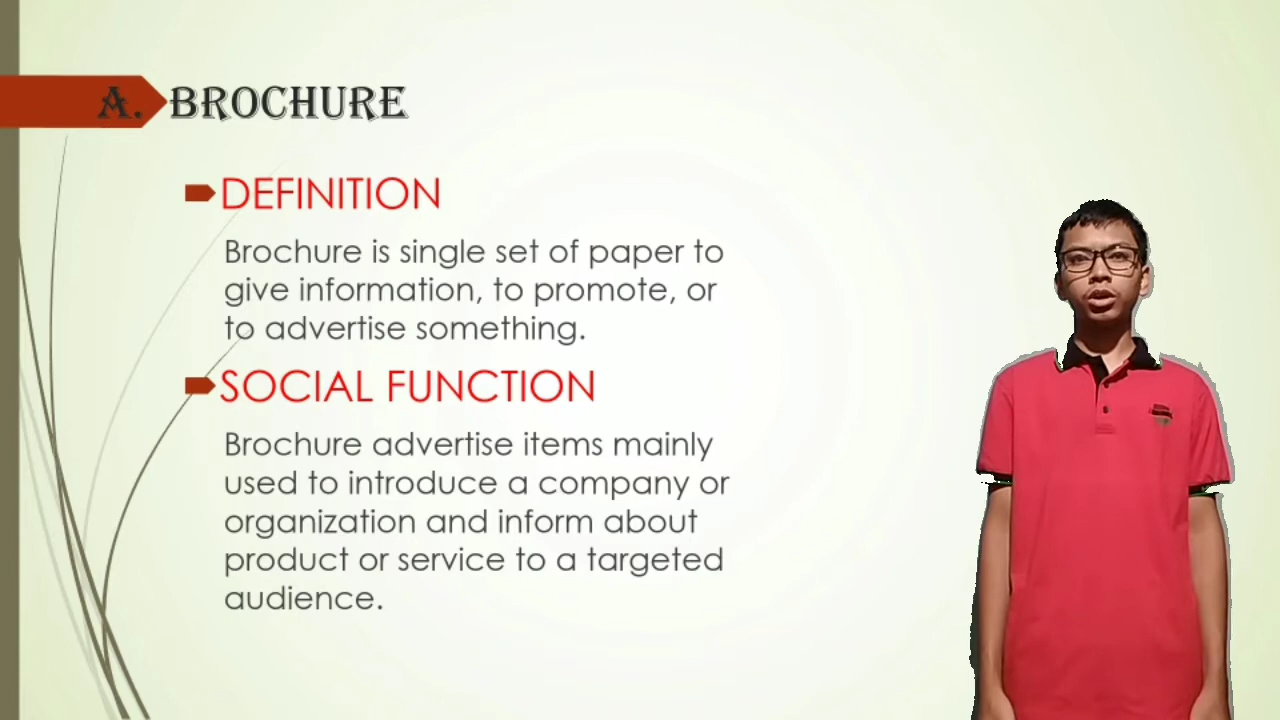 A. BROCHURE
DEFINITION
Brochure is single set of paper to
give information, to promote, or
to advertise something.
SOCIAL FUNCTION
Brochure advertise items mainly
used to introduce a company or
organization and inform about
product or service to a targeted
audience.